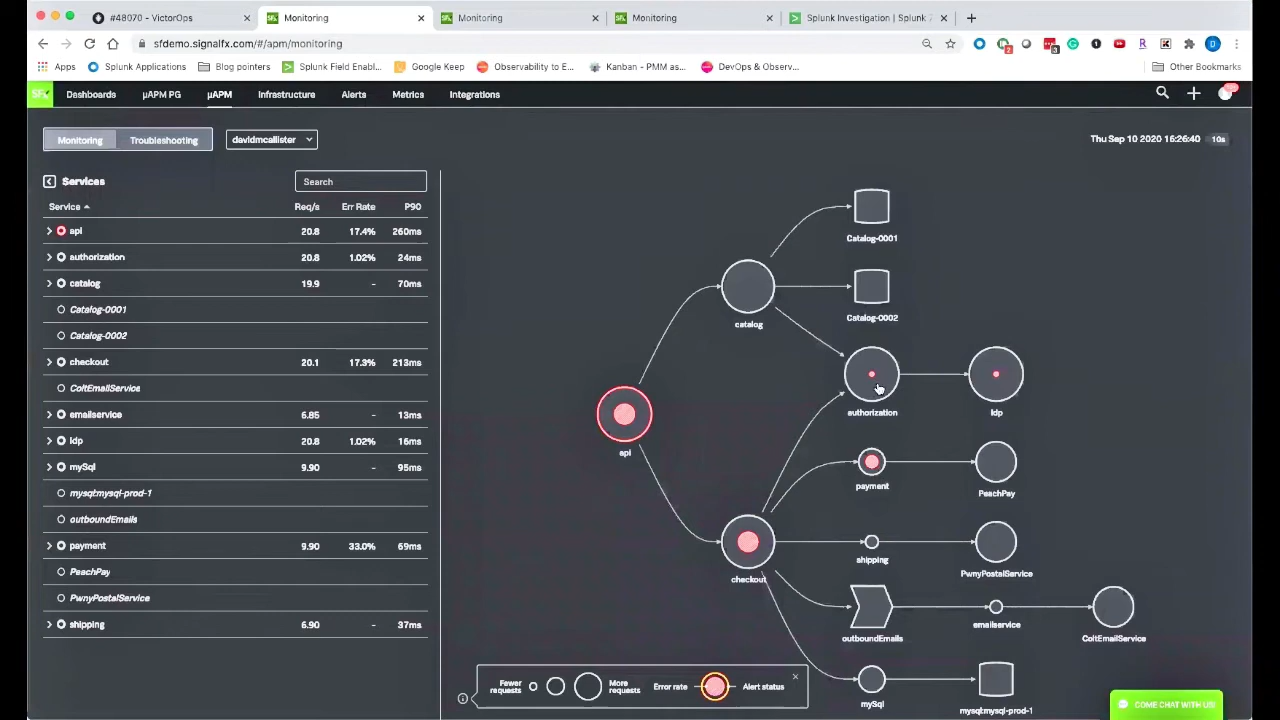 #48070 - VictorOps
Monitoring
Monitoring
Monitoring
Splunk Investigation | Splunk
sfdemo.signalfx.com/#/apm/monitoring
Apps
Splunk Applications
Blog pointers
Splunk Field Enabl...
Google Keep
Observability to E...
Kanban - PMM as...
DevOps & Observ...
Other Bookmarks
Dashboards
µAPM PG
µAPM
Infrastructure
Alerts
Metrics
Integrations
Monitoring
Troubleshooting
davidmcallister
Thu Sep 10 2020 16:26:40 10s
Services
Search
Service Req/s Err Rate P90
api 20.8 17.4% 260ms
authorization 20.8 1.02% 24ms
catalog 19.9 - 70ms
Catalog-0001
Catalog-0002
checkout 20.1 17.3% 213ms
ColtEmailService
emailservice 6.85 - 13ms
ldp 20.8 1.02% 16ms
mySql 9.90 - 95ms
mysql:mysql-prod-1
outboundEmails
payment 9.90 33.0% 69ms
PeachPay
PwnyPostalService
shipping 6.90 - 37ms
Catalog-0001
Catalog-0002
catalog
authorization
ldp
api
payment
PeachPay
checkout
shipping
PwnyPostalService
outboundEmails
emailservice
ColtEmailService
mySql
mysql:mysql-prod-1
Fewer requests
More requests
Error rate
Alert status
COME CHAT WITH US!